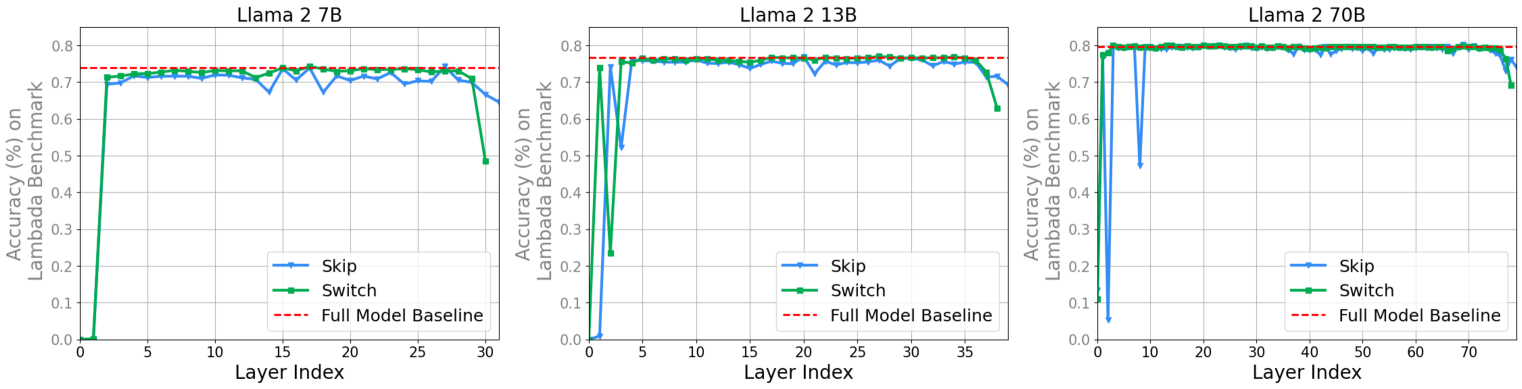 Llama 2 7B
Accuracy (%) on
Lambada Benchmark
0.8
0.7
0.6
0.5
0.4
0.3
0.2
0.1
0.0
0 5 10 15 20 25 30
Layer Index
Skip
Switch
Full Model Baseline
Llama 2 13B
Accuracy (%) on
Lambada Benchmark
0.8
0.7
0.6
0.5
0.4
0.3
0.2
0.1
0.0
0 5 10 15 20 25 30 35
Layer Index
Skip
Switch
Full Model Baseline
Llama 2 70B
Accuracy (%) on
Lambada Benchmark
0.8
0.7
0.6
0.5
0.4
0.3
0.2
0.1
0.0
0 10 20 30 40 50 60 70
Layer Index
Skip
Switch
Full Model Baseline